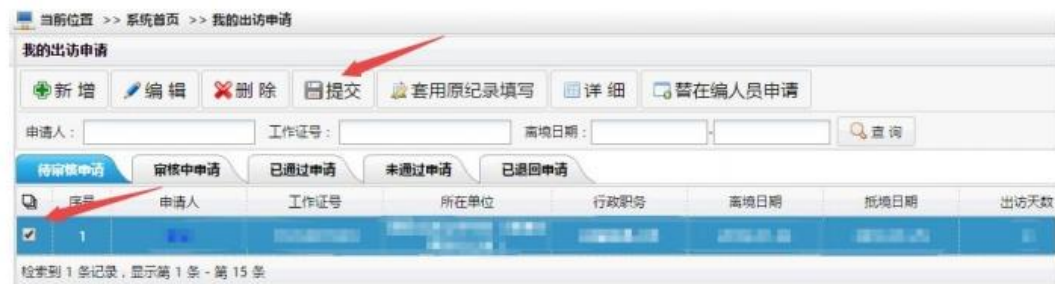 当前位置 >> 系统首页 >> 我的出访申请
我的出访申请
新增 编辑 删除 提交 套用原纪录填写 详细 替在编人员申请
申请人： 工作证号： 离境日期： - 查询
待审核申请 审核中申请 已通过申请 未通过申请 已退回申请
序号 申请人 工作证号 所在单位 行政职务 离境日期 抵境日期 出访天数
1
检索到 1 条记录，显示第 1 条 - 第 15 条